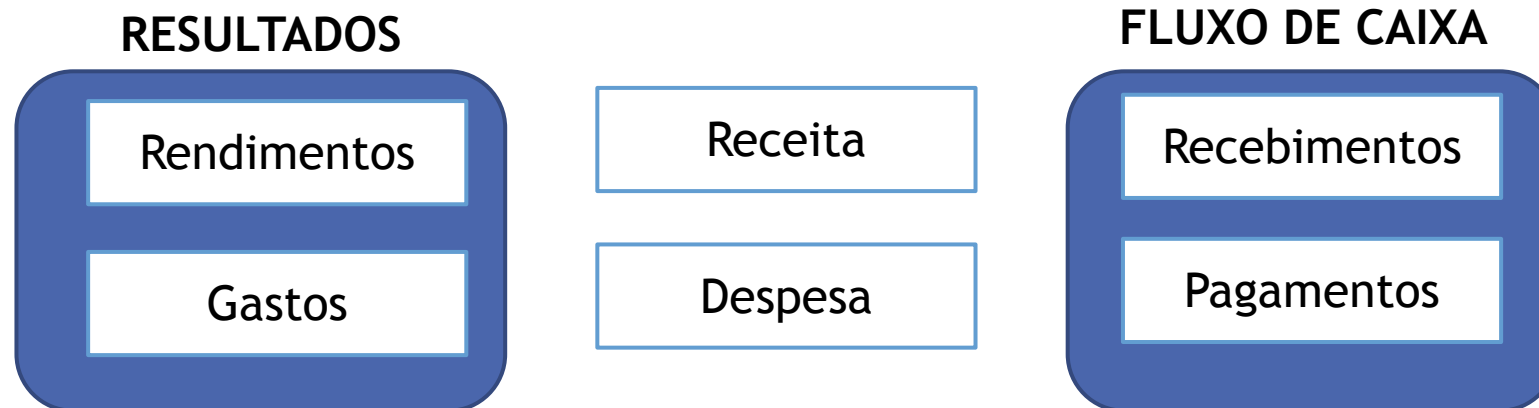 RESULTADOS
Rendimentos
Gastos
Receita
Despesa
FLUXO DE CAIXA
Recebimentos
Pagamentos